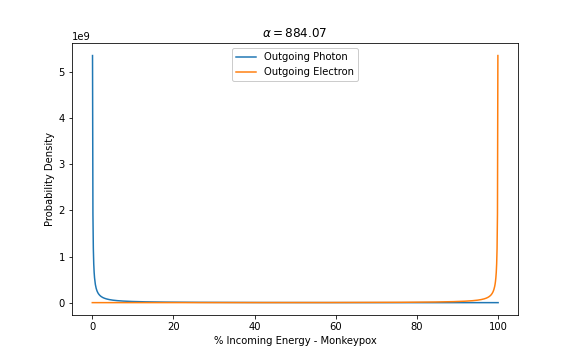 α = 884.07
1e9
Outgoing Photon
Outgoing Electron
5
4
3
2
1
0
Probability Density
0 20 40 60 80 100
% Incoming Energy - Monkeypox